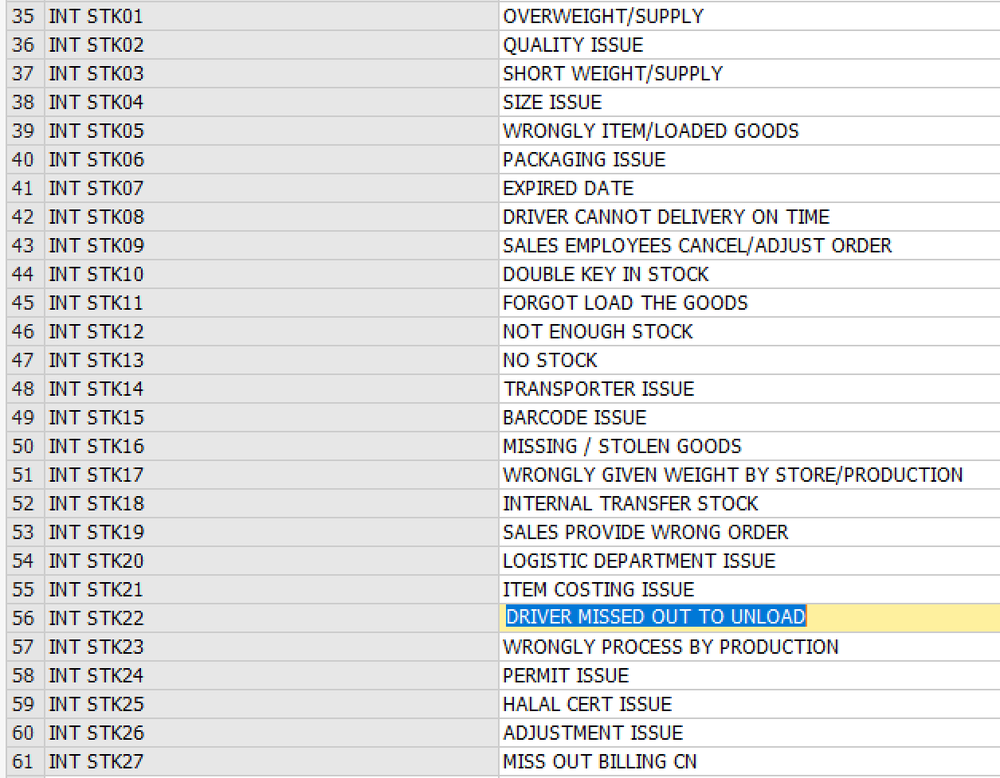 35 INT STK01 OVERWEIGHT/SUPPLY
36 INT STK02 QUALITY ISSUE
37 INT STK03 SHORT WEIGHT/SUPPLY
38 INT STK04 SIZE ISSUE
39 INT STK05 WRONGLY ITEM/LOADED GOODS
40 INT STK06 PACKAGING ISSUE
41 INT STK07 EXPIRED DATE
42 INT STK08 DRIVER CANNOT DELIVERY ON TIME
43 INT STK09 SALES EMPLOYEES CANCEL/ADJUST ORDER
44 INT STK10 DOUBLE KEY IN STOCK
45 INT STK11 FORGOT LOAD THE GOODS
46 INT STK12 NOT ENOUGH STOCK
47 INT STK13 NO STOCK
48 INT STK14 TRANSPORTER ISSUE
49 INT STK15 BARCODE ISSUE
50 INT STK16 MISSING / STOLEN GOODS
51 INT STK17 WRONGLY GIVEN WEIGHT BY STORE/PRODUCTION
52 INT STK18 INTERNAL TRANSFER STOCK
53 INT STK19 SALES PROVIDE WRONG ORDER
54 INT STK20 LOGISTIC DEPARTMENT ISSUE
55 INT STK21 ITEM COSTING ISSUE
56 INT STK22 DRIVER MISSED OUT TO UNLOAD
57 INT STK23 WRONGLY PROCESS BY PRODUCTION
58 INT STK24 PERMIT ISSUE
59 INT STK25 HALAL CERT ISSUE
60 INT STK26 ADJUSTMENT ISSUE
61 INT STK27 MISS OUT BILLING CN